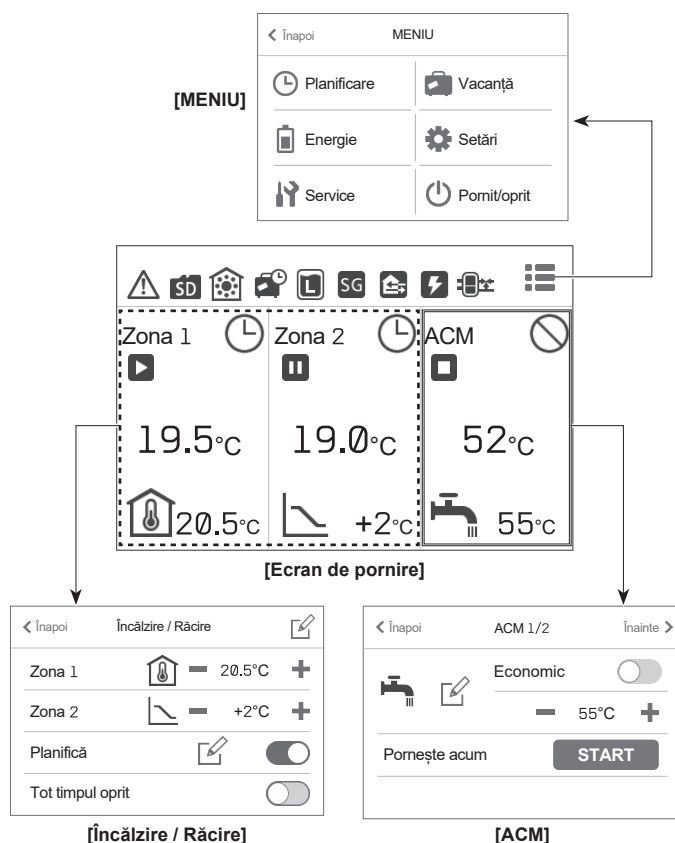 Înapoi MENIU
Planificare Vacanță
[MENIU]
Energie Setări
Service Pornit/oprit
SD L SG
Zona 1 Zona 2 ACM
19.5°C 19.0°C 52°C
20.5°C +2°C 55°C
[Ecran de pornire]
Înapoi Încălzire / Răcire
Zona 1 20.5°C
Zona 2 +2°C
Planifică
Tot timpul oprit
[Încălzire / Răcire]
Înapoi ACM 1/2 Înainte
Economic
55°C
Pornește acum START
[ACM]